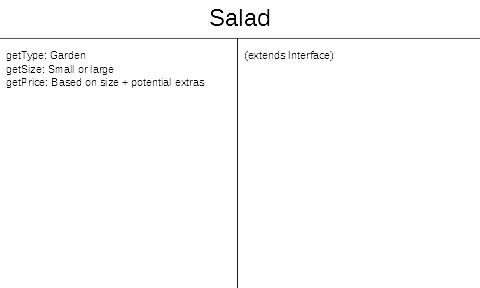 Salad
getType: Garden
getSize: Small or large
getPrice: Based on size + potential extras
(extends Interface)